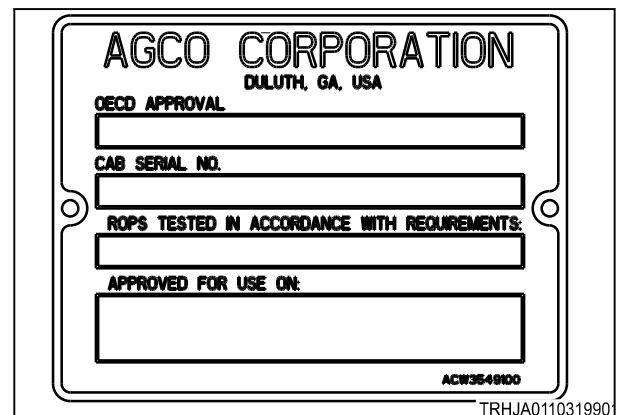 AGCO CORPORATION
DULUTH, GA, USA
OECD APPROVAL
CAB SERIAL NO.
ROPS TESTED IN ACCORDANCE WITH REQUIREMENTS:
APPROVED FOR USE ON:
ACW3549100